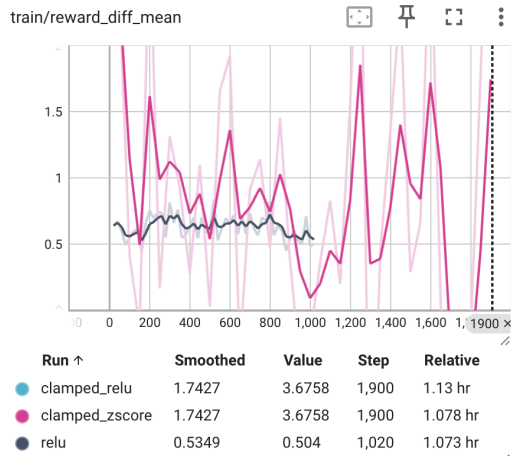 train/reward_diff_mean
1.5
1
0.5
0 200 400 600 800 1,000 1,200 1,400 1,600 1900 ×
Run ↑ Smoothed Value Step Relative
clamped_relu 1.7427 3.6758 1,900 1.13 hr
clamped_zscore 1.7427 3.6758 1,900 1.078 hr
relu 0.5349 0.504 1,020 1.073 hr